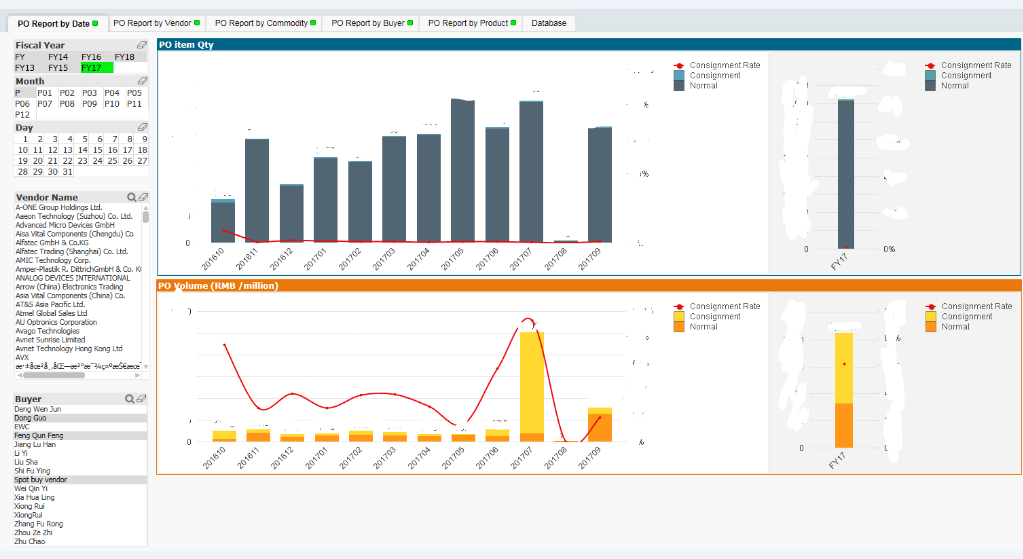 PO Report by Date
PO Report by Vendor
PO Report by Commodity
PO Report by Buyer
PO Report by Product
Database
Fiscal Year
FY FY14 FY16 FY18
FY13 FY15 FY17
Month
P P01 P02 P03 P04 P05
P06 P07 P08 P09 P10 P11
P12
Day
1 2 3 4 5 6 7 8 9
10 11 12 13 14 15 16 17 18
19 20 21 22 23 24 25 26 27
28 29 30 31
Vendor Name
A-ONE Group Holdings Ltd.
Aaeon Technology (Suzhou) Co. Ltd.
Advanced Micro Devices GmbH
Aisa Vital Components (Chengdu) Co
Alfatec GmbH & Co.KG
Alfatec Trading (Shanghai) Co. Ltd.
AMIC Technology Corp.
Amper-Plastik R. DittrichGmbH & Co. KI
ANALOG DEVICES INTERNATIONAL
Arrow (China) Electronics Trading
Asia Vital Components (China) Co.
AT&S Asia Pacific Ltd.
Atmel Global Sales Ltd
AU Optronics Corporation
Avago Technologies
Avnet Sunrise Limited
Avnet Technology Hong Kong Ltd
AVX
Buyer
Deng Wen Jun
Dong Guo
EWC
Feng Qun Feng
Jiang Lu Han
Li Yi
Liu Sha
Shi Fu Ying
Spot buy vendor
Wei Qin Yi
Xia Hua Ling
Xiong Rui
XiongRui
Zhang Fu Rong
Zhou Ze Zhi
Zhu Chao
PO item Qty
Consignment Rate
Consignment
Normal
%
%
0
201610 201611 201612 201701 201702 201703 201704 201705 201706 201707 201708 201709
Consignment Rate
Consignment
Normal
0 0%
FY17
PO Volume (RMB /million)
Consignment Rate
Consignment
Normal
0
%
201610 201611 201612 201701 201702 201703 201704 201705 201706 201707 201708 201709
Consignment Rate
Consignment
Normal
%
0
FY17